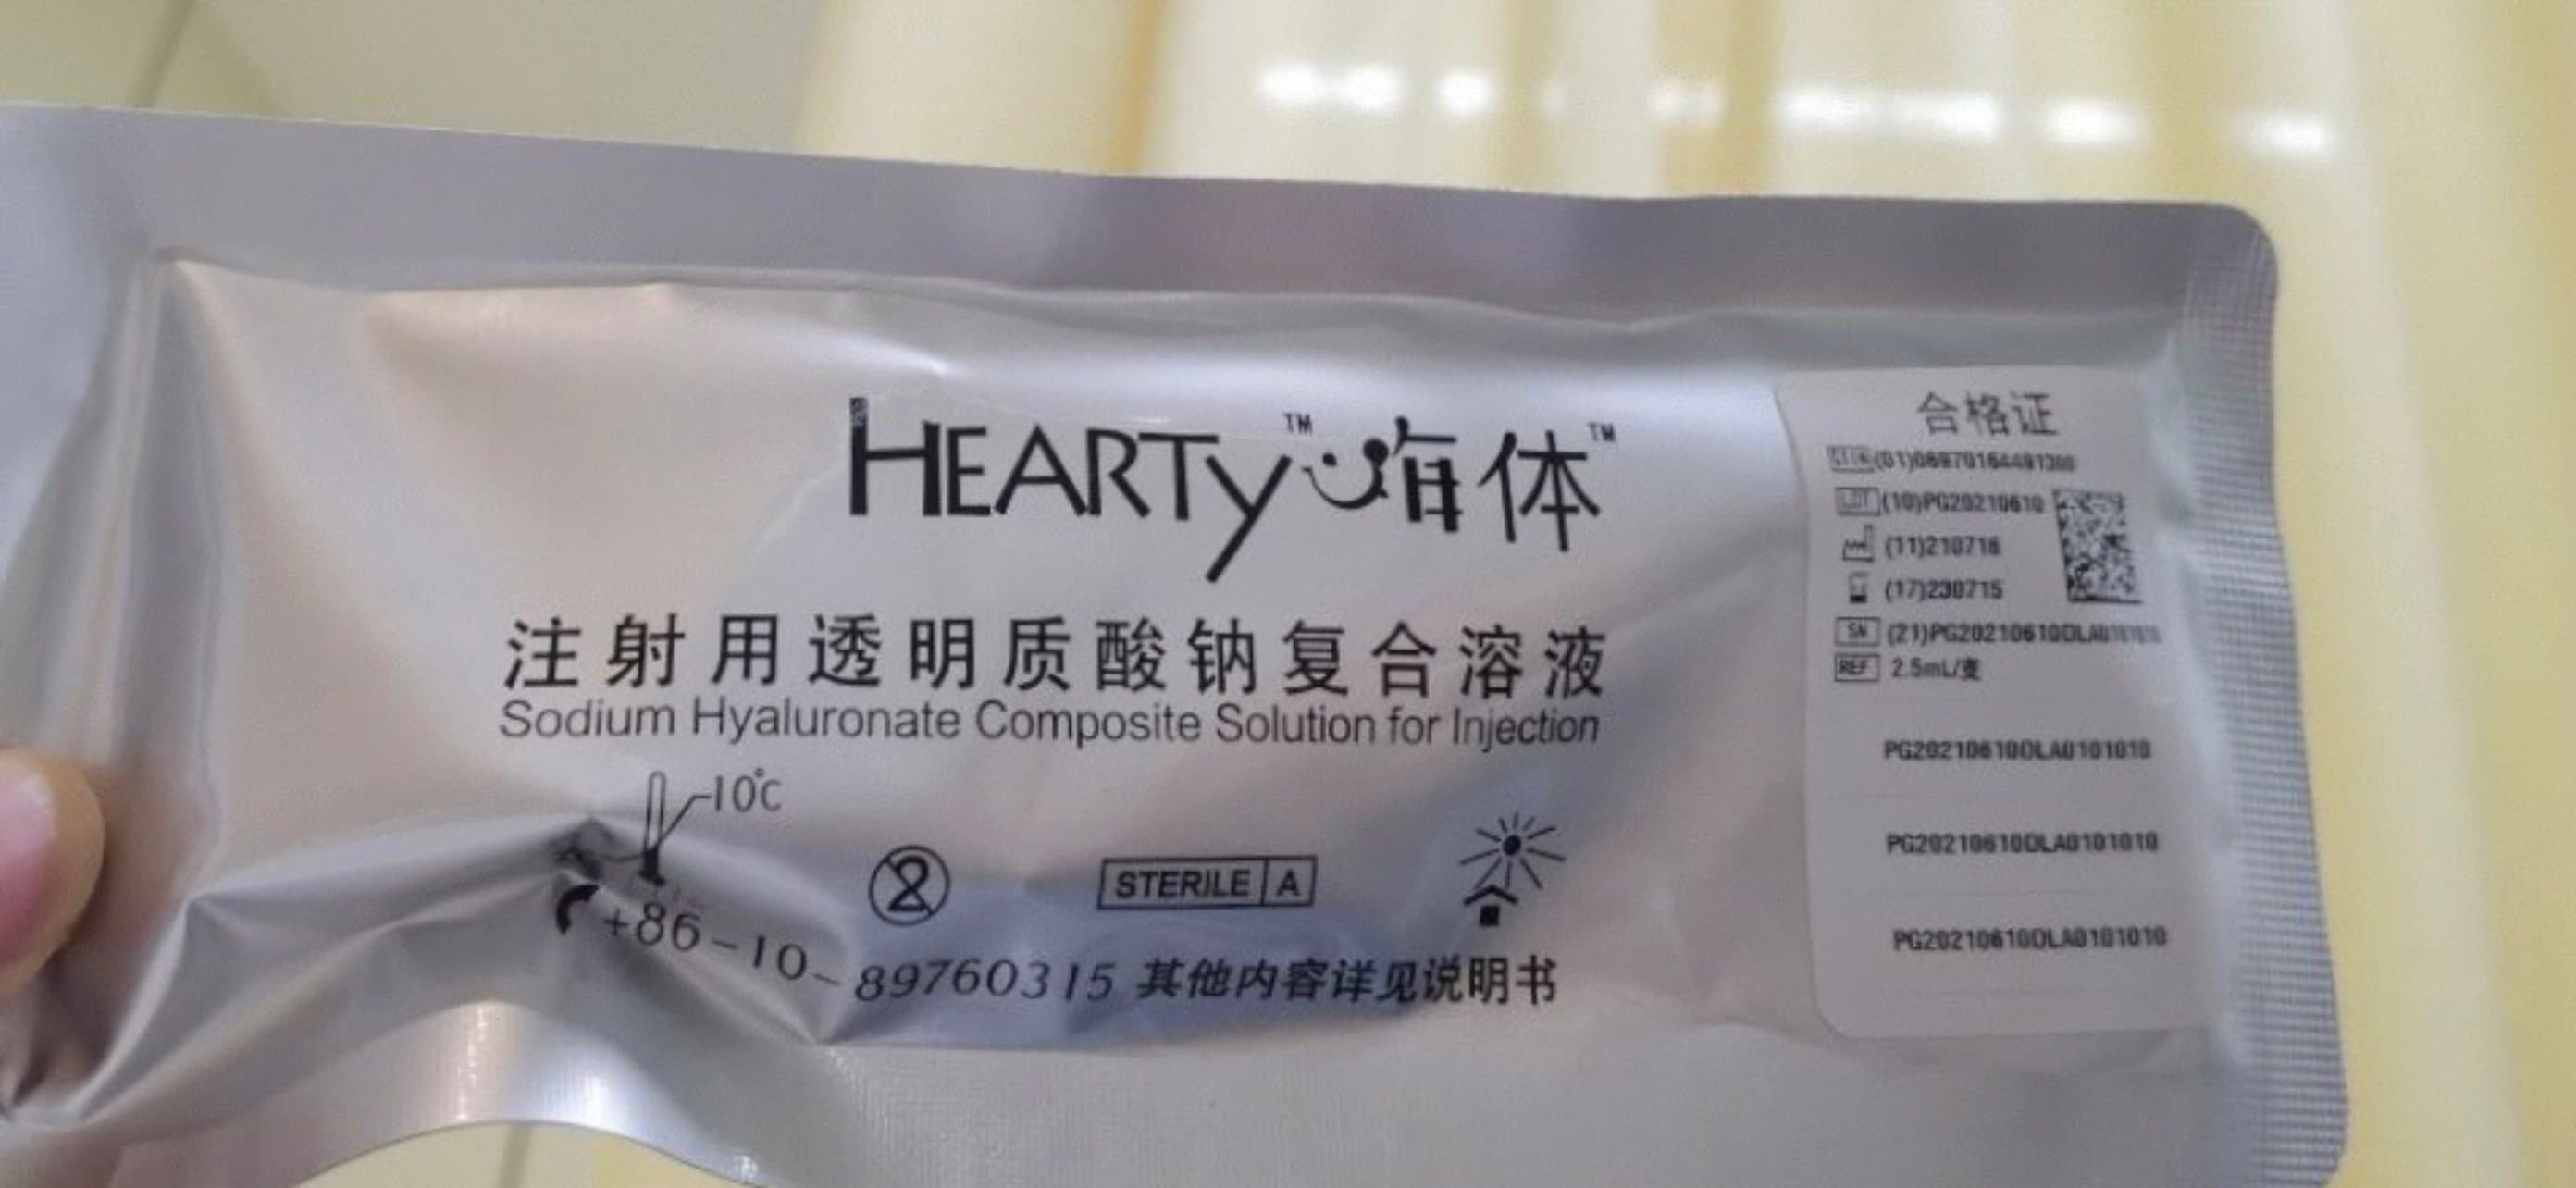 HEARTy™嗨体™
注射用透明质酸钠复合溶液
Sodium Hyaluronate Composite Solution for Injection
10℃
STERILE A
+86-10-89760315 其他内容详见说明书
合格证
(10)PG20210610
(11)210716
(17)230715
SN (21)PG20210610DLA0101010
REF 2.5mL/支
PG20210610DLA0101010
PG20210610DLA0101010
PG20210610DLA0101010